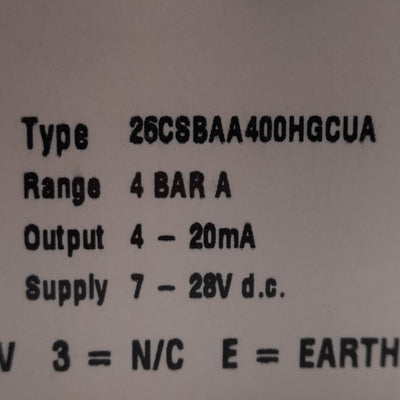 Type 26CSBAA400HGCUA
Range 4 BAR A
Output 4 – 20mA
Supply 7 – 28V d.c.
V 3 = N/C E = EARTH